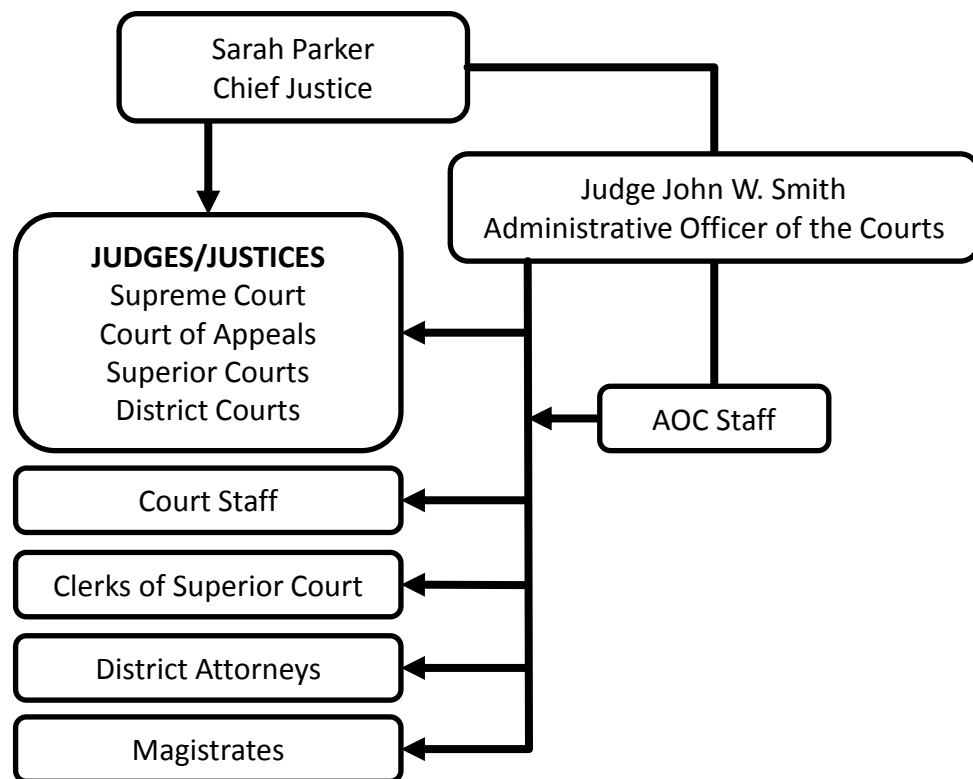 Sarah Parker
Chief Justice
Judge John W. Smith
Administrative Officer of the Courts
JUDGES/JUSTICES
Supreme Court
Court of Appeals
Superior Courts
District Courts
AOC Staff
Court Staff
Clerks of Superior Court
District Attorneys
Magistrates